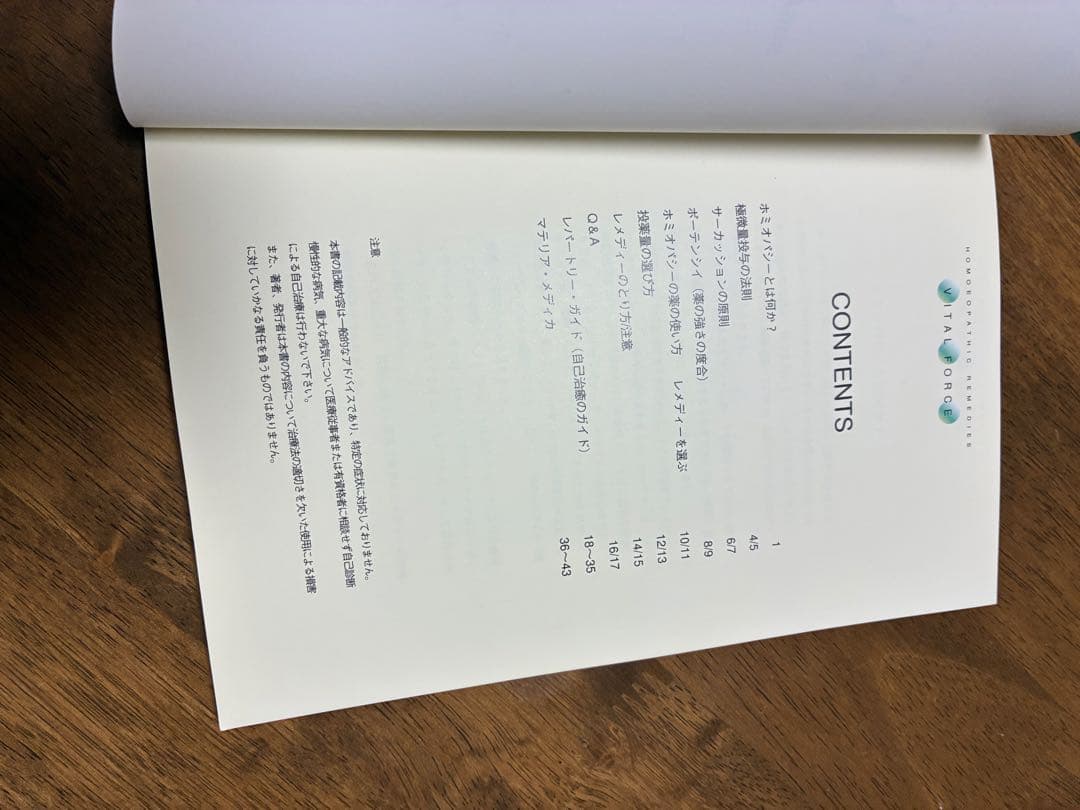 HOMOEOPATHIC REMEDIES
VITAL FORCE
CONTENTS
ホミオパシーとは何か？ 1
極微量投与の法則 4/5
サーカッションの原則 6/7
ポーテンシイ（薬の強さの度合） 8/9
ホミオパシーの薬の使い方 レメディーを選ぶ 10/11
投薬量の選び方 12/13
レメディーのとり方/注意 14/15
Q&A 16/17
レパートリー・ガイド（自己治癒のガイド） 18〜35
マテリア・メディカ 36〜43
注意
本書の記載内容は一般的なアドバイスであり、特定の症状に対応しておりません。
慢性的な病気、重大な病気について医療従事者または有資格者に相談せず自己診断
による自己治療は行わないで下さい。
また、著者、発行者は本書の内容について治療法の適切さを欠いた使用による損害
に対していかなる責任を負うものではありません。